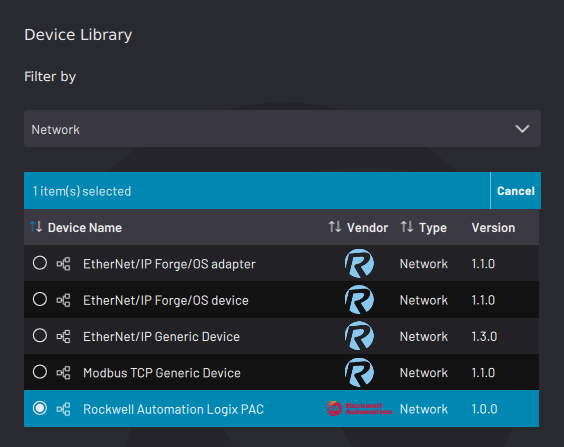 Device Library
Filter by
Network
1 item(s) selected Cancel
Device Name Vendor Type Version
EtherNet/IP Forge/OS adapter Network 1.1.0
EtherNet/IP Forge/OS device Network 1.1.0
EtherNet/IP Generic Device Network 1.3.0
Modbus TCP Generic Device Network 1.1.0
Rockwell Automation Logix PAC Rockwell Automation Network 1.0.0